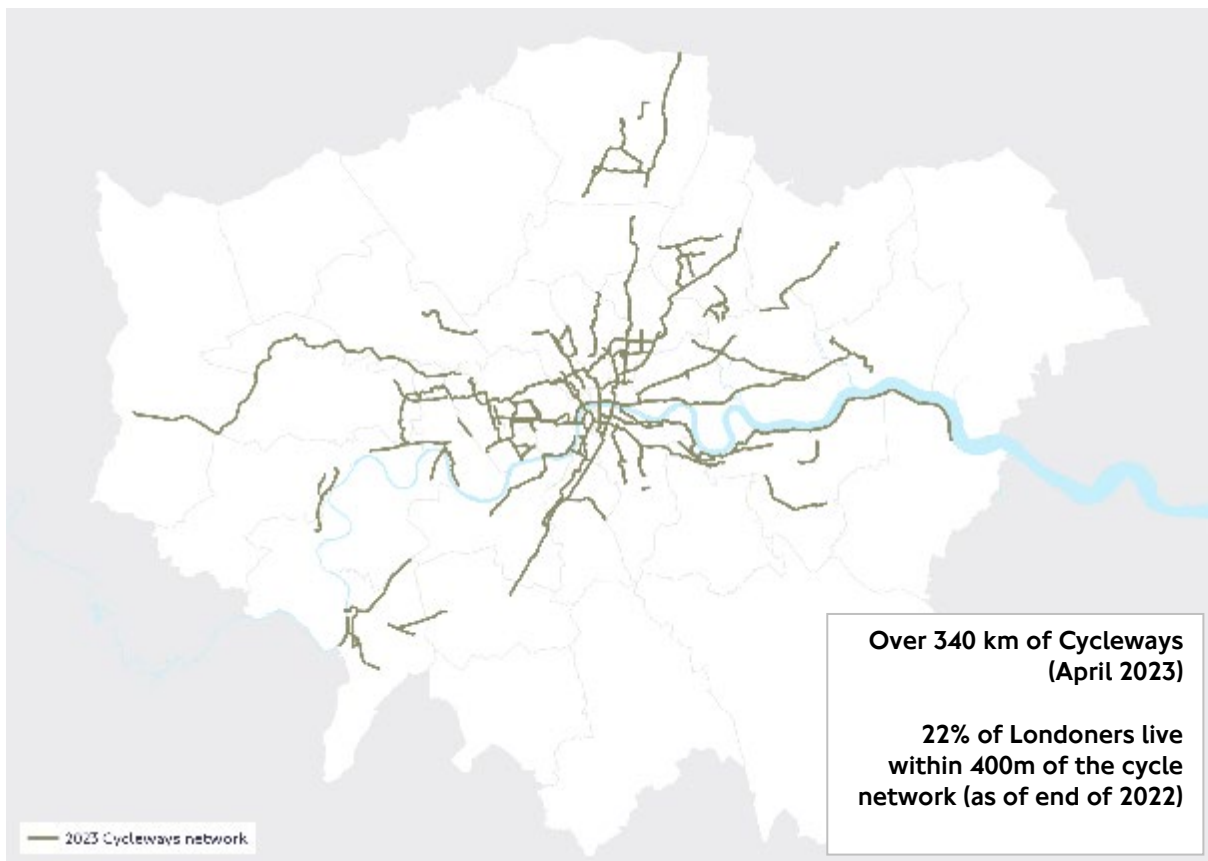 Over 340 km of Cycleways
(April 2023)
22% of Londoners live
within 400m of the cycle
network (as of end of 2022)
2023 Cycleways network